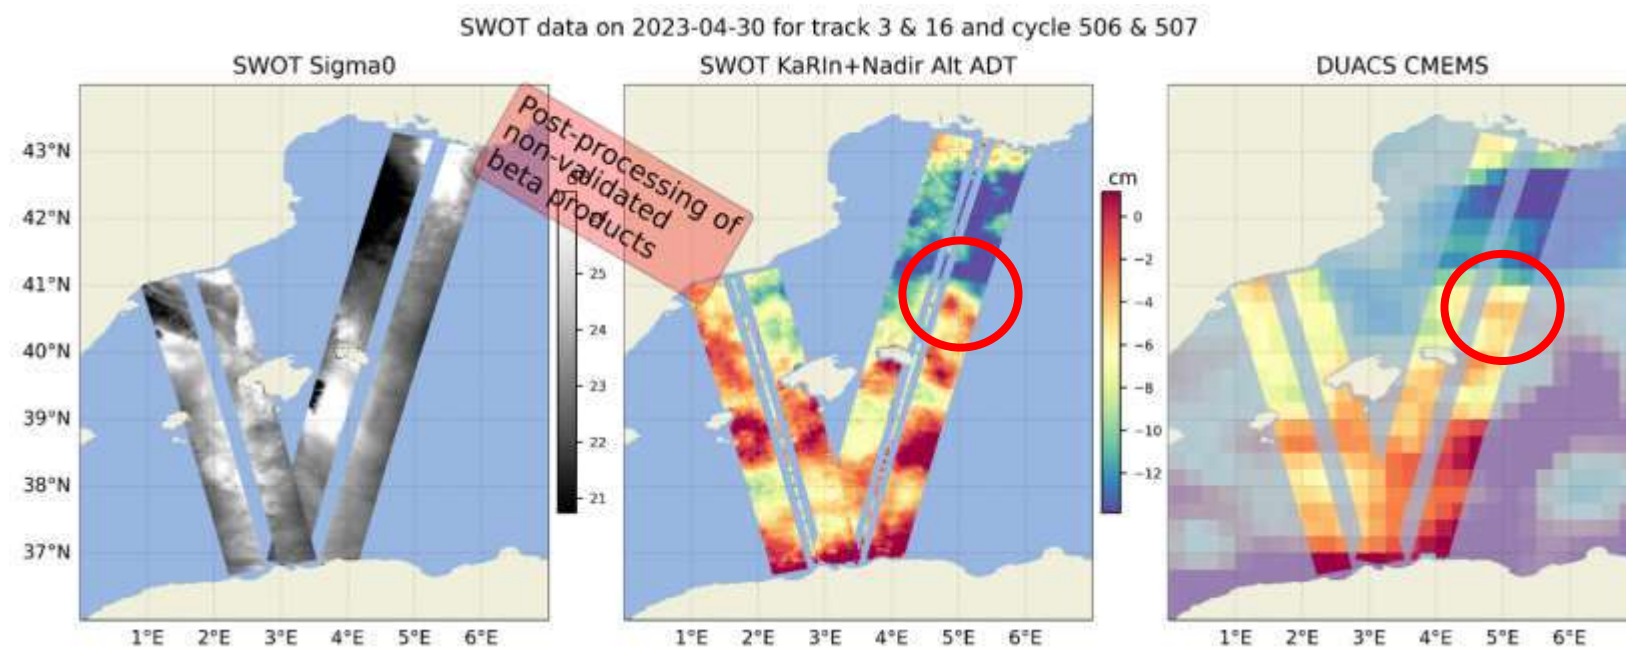 SWOT data on 2023-04-30 for track 3 & 16 and cycle 506 & 507
SWOT Sigma0
SWOT KaRIn+Nadir Alt ADT
DUACS CMEMS
Post-processing of
non-validated
beta products
43°N
42°N
41°N
40°N
39°N
38°N
37°N
1°E
2°E
3°E
4°E
5°E
6°E
25
24
23
22
21
1°E
2°E
3°E
4°E
5°E
6°E
cm
0
−2
−4
−6
−8
−10
−12
1°E
2°E
3°E
4°E
5°E
6°E